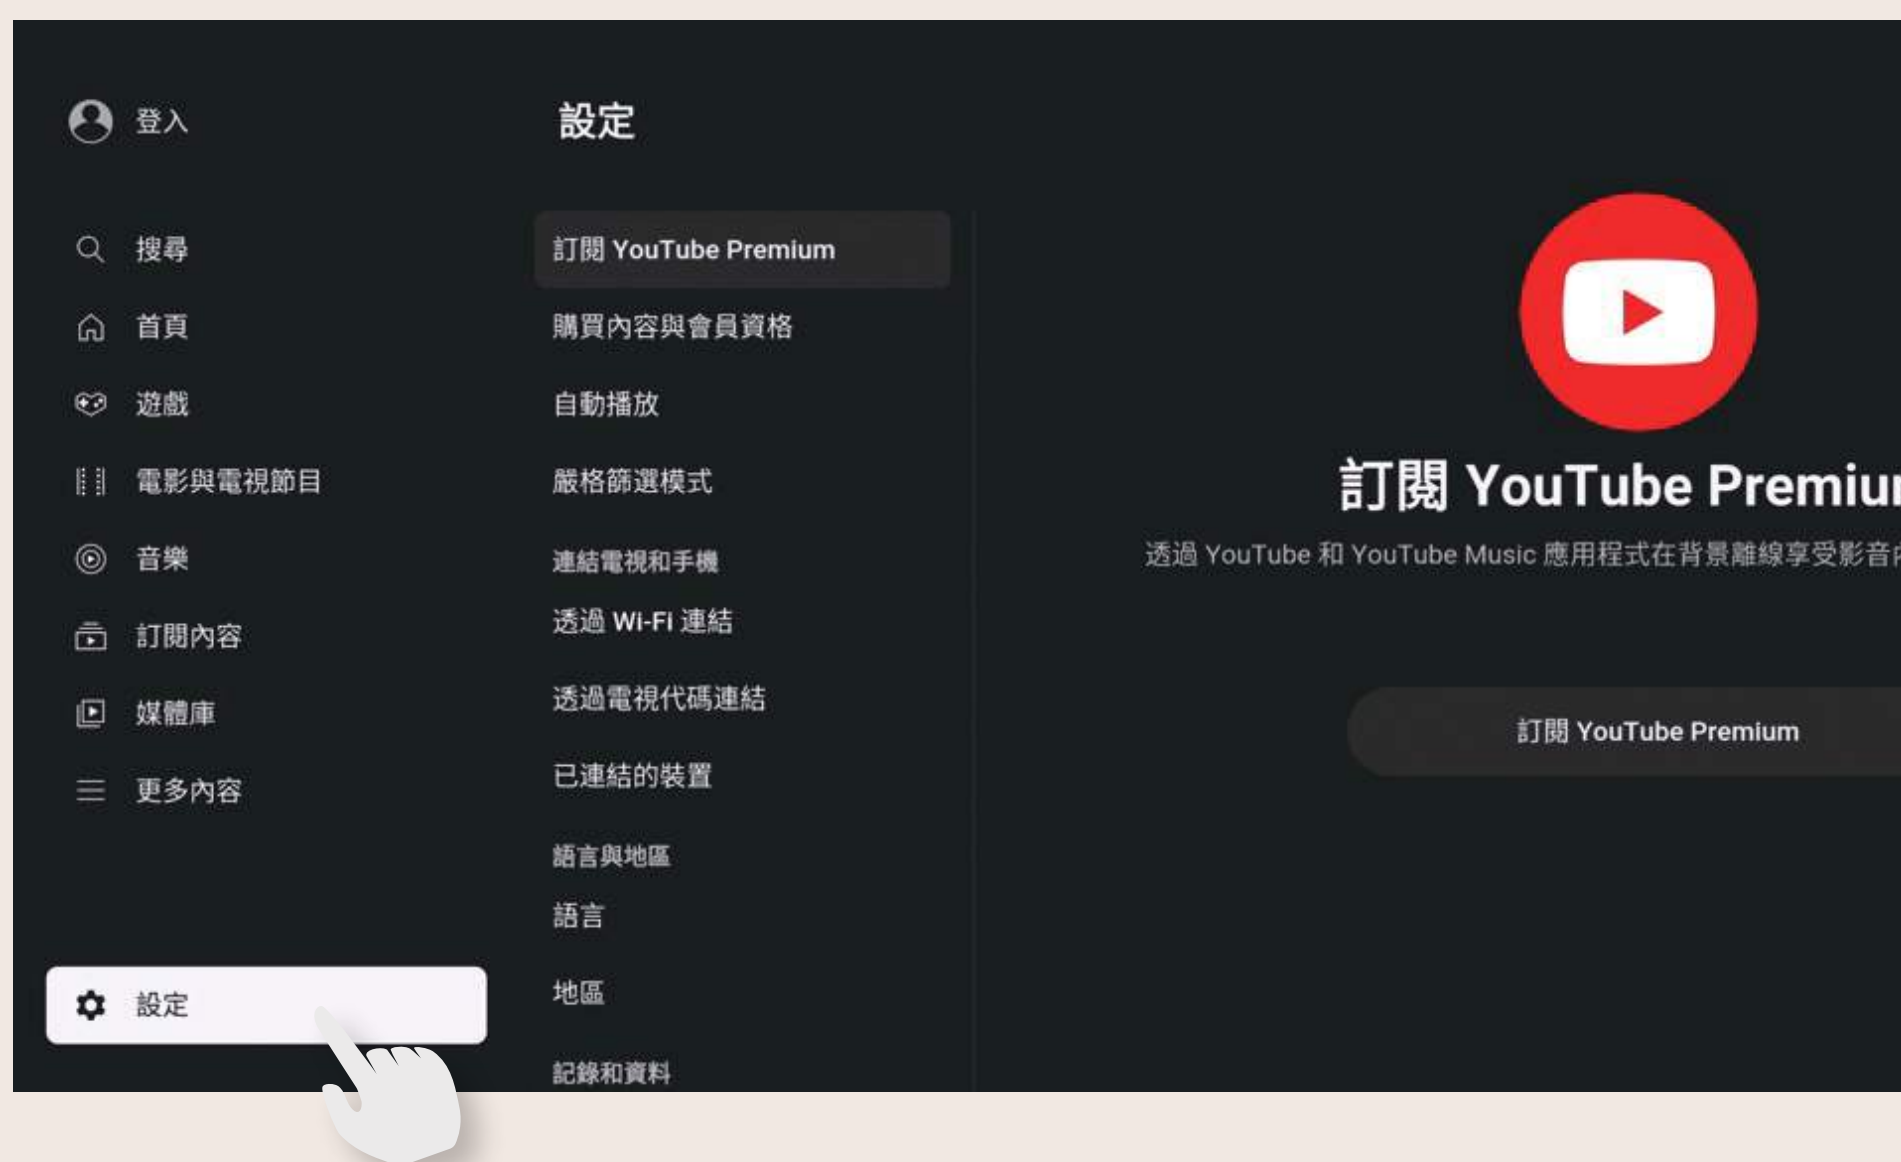 登入
搜尋
首頁
遊戲
電影與電視節目
音樂
訂閱內容
媒體庫
更多內容
設定
設定
訂閱 YouTube Premium
購買內容與會員資格
自動播放
嚴格篩選模式
連結電視和手機
透過 Wi-Fi 連結
透過電視代碼連結
已連結的裝置
語言與地區
語言
地區
記錄和資料
訂閱 YouTube Premiu
透過 YouTube 和 YouTube Music 應用程式在背景離線享受影音
訂閱 YouTube Premium